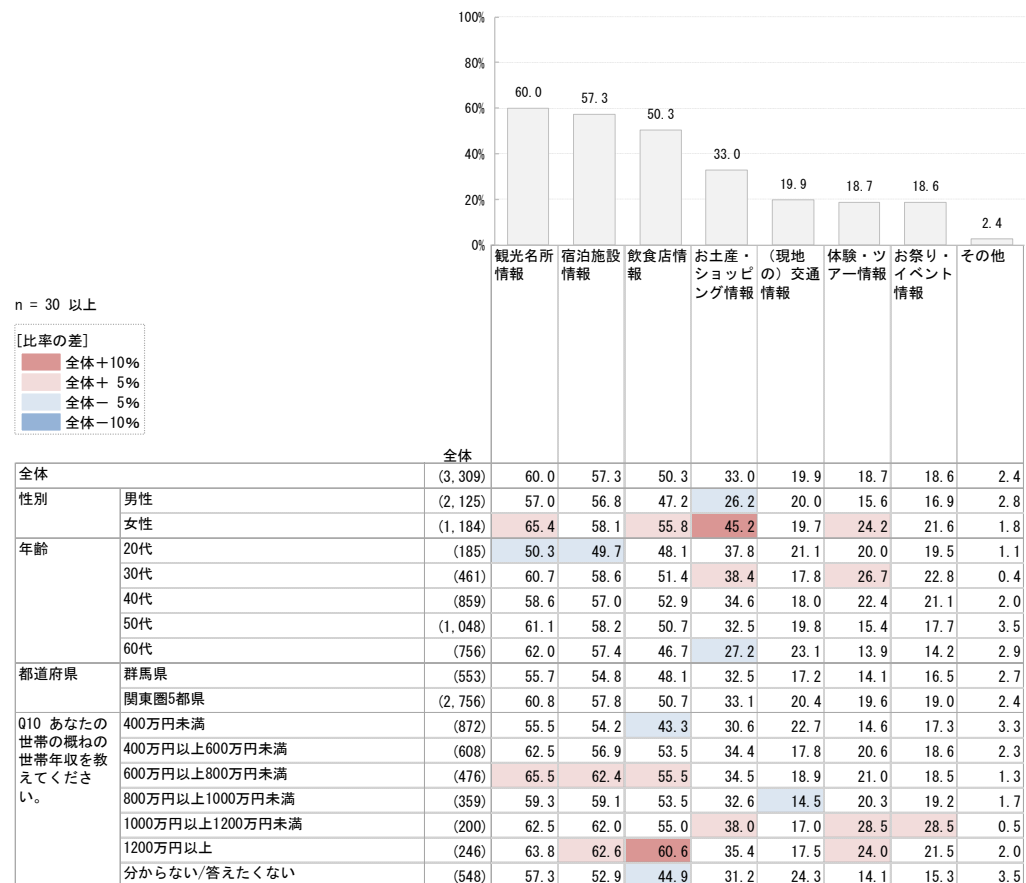 100%
80%
60%
40%
20%
0%
60.0 57.3 50.3 33.0 19.9 18.7 18.6 2.4
観光名所情報 宿泊施設情報 飲食店情報 お土産・ショッピング情報 (現地の)交通情報 体験・ツアー情報 お祭り・イベント情報 その他
n = 30 以上
[比率の差]
全体+10%
全体+ 5%
全体- 5%
全体-10%
全体
全体 (3,309) 60.0 57.3 50.3 33.0 19.9 18.7 18.6 2.4
性別 男性 (2,125) 57.0 56.8 47.2 26.2 20.0 15.6 16.9 2.8
女性 (1,184) 65.4 58.1 55.8 45.2 19.7 24.2 21.6 1.8
年齢 20代 (185) 50.3 49.7 48.1 37.8 21.1 20.0 19.5 1.1
30代 (461) 60.7 58.6 51.4 38.4 17.8 26.7 22.8 0.4
40代 (859) 58.6 57.0 52.9 34.6 18.0 22.4 21.1 2.0
50代 (1,048) 61.1 58.2 50.7 32.5 19.8 15.4 17.7 3.5
60代 (756) 62.0 57.4 46.7 27.2 23.1 13.9 14.2 2.9
都道府県 群馬県 (553) 55.7 54.8 48.1 32.5 17.2 14.1 16.5 2.7
関東圏5都県 (2,756) 60.8 57.8 50.7 33.1 20.4 19.6 19.0 2.4
Q10 あなたの世帯の概ねの世帯年収を教えてください。 400万円未満 (872) 55.5 54.2 43.3 30.6 22.7 14.6 17.3 3.3
400万円以上600万円未満 (608) 62.5 56.9 53.5 34.4 17.8 20.6 18.6 2.3
600万円以上800万円未満 (476) 65.5 62.4 55.5 34.5 18.9 21.0 18.5 1.3
800万円以上1000万円未満 (359) 59.3 59.1 53.5 32.6 14.5 20.3 19.2 1.7
1000万円以上1200万円未満 (200) 62.5 62.0 55.0 38.0 17.0 28.5 28.5 0.5
1200万円以上 (246) 63.8 62.6 60.6 35.4 17.5 24.0 21.5 2.0
分からない/答えたくない (548) 57.3 52.9 44.9 31.2 24.3 14.1 15.3 3.5